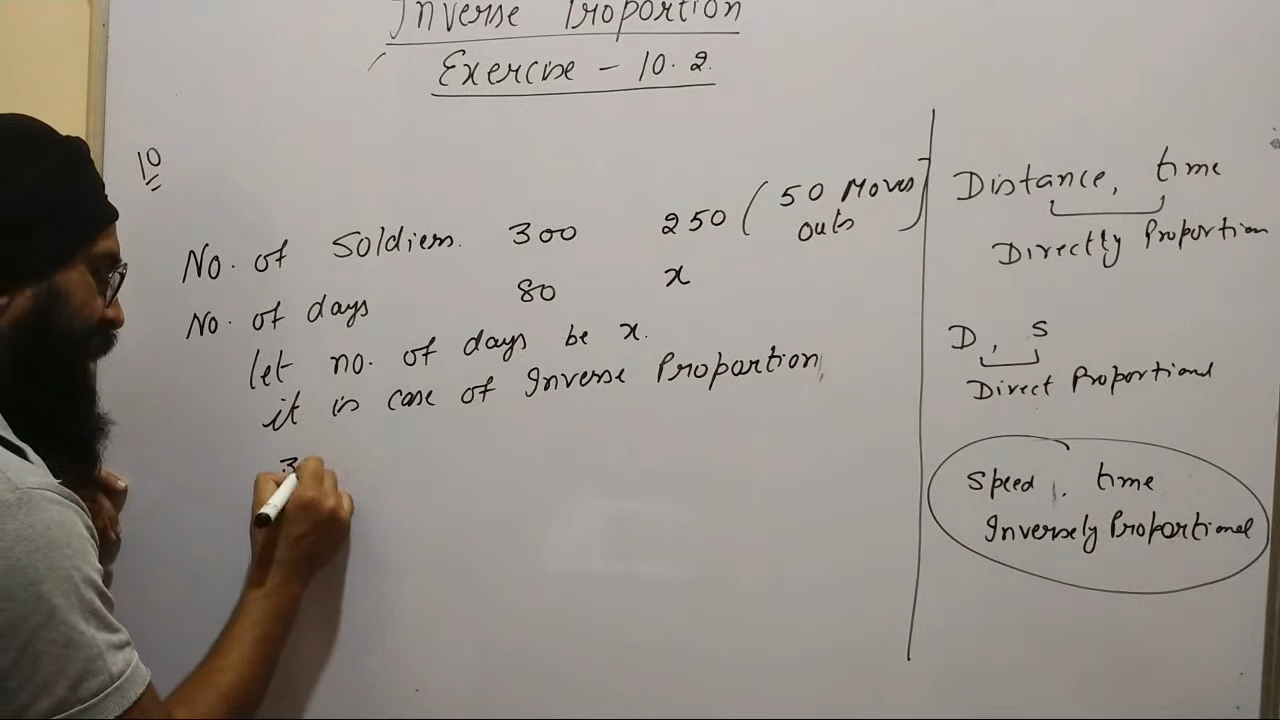 Inverse Proportion
Exercise - 10.2.
10
No. of Soldiers. 300 250 (50 Moves outs)
No. of days 80 x
let no. of days be x.
it is case of Inverse Proportion,
3
Distance, time
Directly Proportion
D, S
Direct Proportional
Speed, time
Inversely Proportional